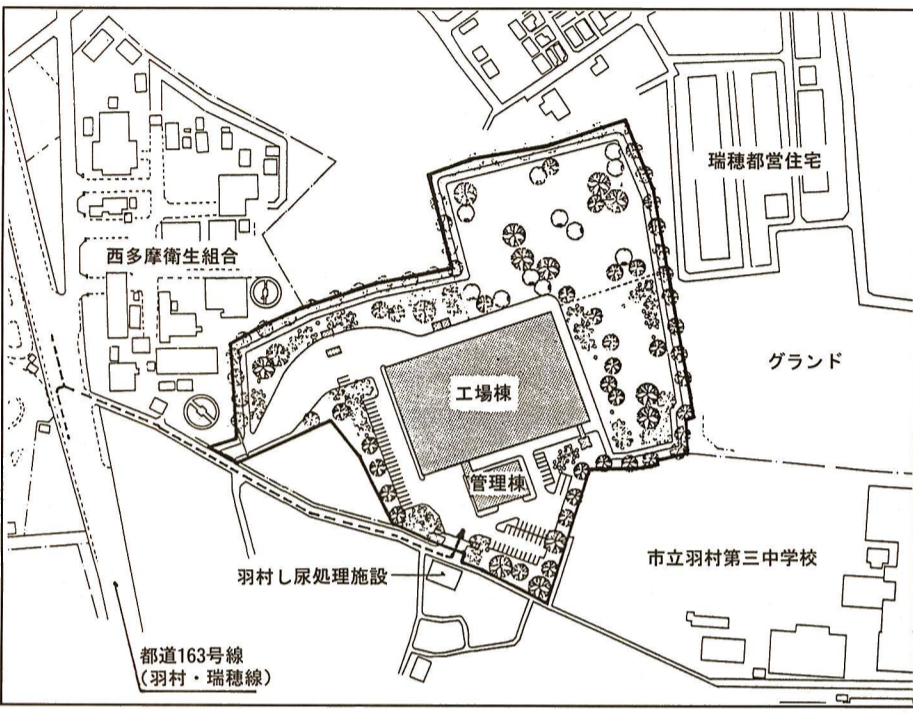 瑞穂都営住宅
西多摩衛生組合
グランド
工場棟
管理棟
市立羽村第三中学校
羽村し尿処理施設
都道163号線
(羽村・瑞穂線)